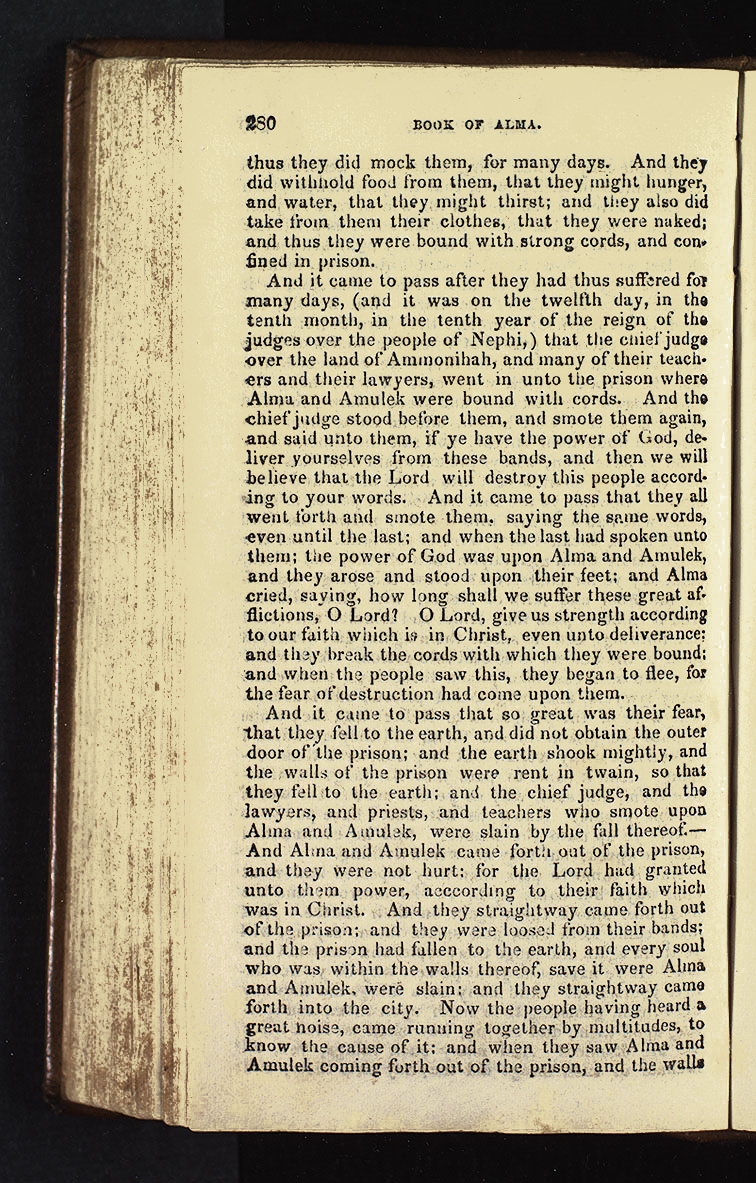 280 BOOK OF ALMA.
thus they did mock them, for many days. And they
did withhold food from them, that they might hunger,
and water, that they might thirst; and they also did
take from them their clothes, that they were naked;
and thus they were bound with strong cords, and con-
fined in prison.
And it came to pass after they had thus suffered for
many days, (and it was on the twelfth day, in the
tenth month, in the tenth year of the reign of the
judges over the people of Nephi,) that the chief judge
over the land of Ammonihah, and many of their teach-
ers and their lawyers, went in unto the prison where
Alma and Amulek were bound with cords. And the
chief judge stood before them, and smote them again,
and said unto them, if ye have the power of God, de-
liver yourselves from these bands, and then we will
believe that the Lord will destroy this people accord-
ing to your words. And it came to pass that they all
went forth and smote them, saying the same words,
even until the last; and when the last had spoken unto
them; the power of God was upon Alma and Amulek,
and they arose and stood upon their feet; and Alma
cried, saying, how long shall we suffer these great af-
flictions, O Lord? O Lord, give us strength according
to our faith which is in Christ, even unto deliverance;
and they break the cords with which they were bound;
and when the people saw this, they began to flee, for
the fear of destruction had come upon them.
And it came to pass that so great was their fear,
that they fell to the earth, and did not obtain the outer
door of the prison; and the earth shook mightly, and
the walls of the prison were rent in twain, so that
they fell to the earth; and the chief judge, and the
lawyers, and priests, and teachers who smote upon
Alma and Amulek, were slain by the fall thereof.—
And Alma and Amulek came forth out of the prison,
and they were not hurt; for the Lord had granted
unto them power, acccording to their faith which
was in Christ. And they straightway came forth out
of the prison; and they were loosed from their bands;
and the prison had fallen to the earth, and every soul
who was within the walls thereof, save it were Alma
and Amulek, were slain; and they straightway came
forth into the city. Now the people having heard a
great noise, came running together by multitudes, to
know the cause of it; and when they saw Alma and
Amulek coming forth out of the prison, and the walls